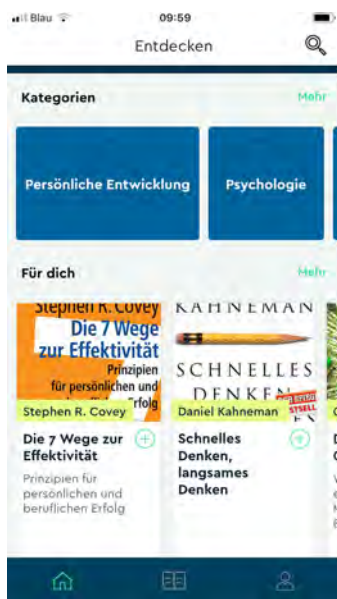 Blau 09:59
Entdecken
Kategorien Mehr
Persönliche Entwicklung Psychologie
Für dich Mehr
Stephen R. Covey
Die 7 Wege
zur Effektivität
Prinzipien
für persönlichen und
Erfolg
Stephen R. Covey
Die 7 Wege zur
Effektivität
Prinzipien für
persönlichen und
beruflichen Erfolg
KAHNEMAN
SCHNELLES
DENKEN
Daniel Kahneman
Schnelles
Denken,
langsames
Denken